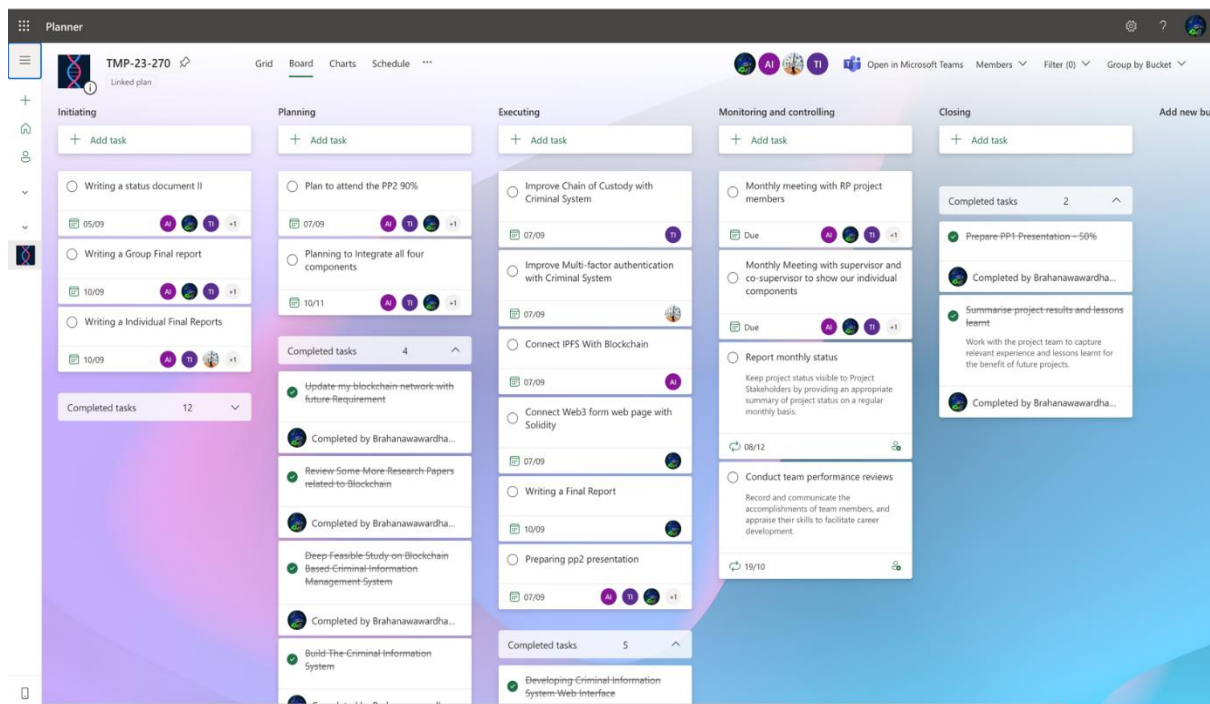 Planner
?
TMP-23-270
Linked plan
Grid Board Charts Schedule ...
AI TI
Open in Microsoft Teams Members Filter (0) Group by Bucket
Initiating
+ Add task
Writing a status document II
05/09 AI TI +1
Writing a Group Final report
10/09 AI TI +1
Writing a Individual Final Reports
10/09 AI TI +1
Completed tasks 12
Planning
+ Add task
Plan to attend the PP2 90%
07/09 AI TI +1
Planning to Integrate all four
components
10/11 AI TI +1
Completed tasks 4
Update my blockchain network with
future Requirement
Completed by Brahanawawardha...
Review Some More Research Papers
related to Blockchain
Completed by Brahanawawardha...
Deep Feasible Study on Blockchain
Based Criminal Information
Management System
Completed by Brahanawawardha...
Build The Criminal Information
System
Executing
+ Add task
Improve Chain of Custody with
Criminal System
07/09 TI
Improve Multi-factor authentication
with Criminal System
07/09
Connect IPFS With Blockchain
07/09 AI
Connect Web3 form web page with
Solidity
07/09
Writing a Final Report
10/09
Preparing pp2 presentation
07/09 AI TI +1
Completed tasks 5
Developing Criminal Information
System Web Interface
Monitoring and controlling
+ Add task
Monthly meeting with RP project
members
Due AI TI +1
Monthly Meeting with supervisor and
co-supervisor to show our individual
components
Due AI TI +1
Report monthly status
Keep project status visible to Project
Stakeholders by providing an appropriate
summary of project status on a regular
monthly basis.
08/12
Conduct team performance reviews
Record and communicate the
accomplishments of team members, and
appraise their skills to facilitate career
development.
19/10
Closing
+ Add task
Completed tasks 2
Prepare PP1 Presentation - 50%
Completed by Brahanawawardha...
Summarise project results and lessons
learnt
Work with the project team to capture
relevant experience and lessons learnt for
the benefit of future projects.
Completed by Brahanawawardha...
Add new bu